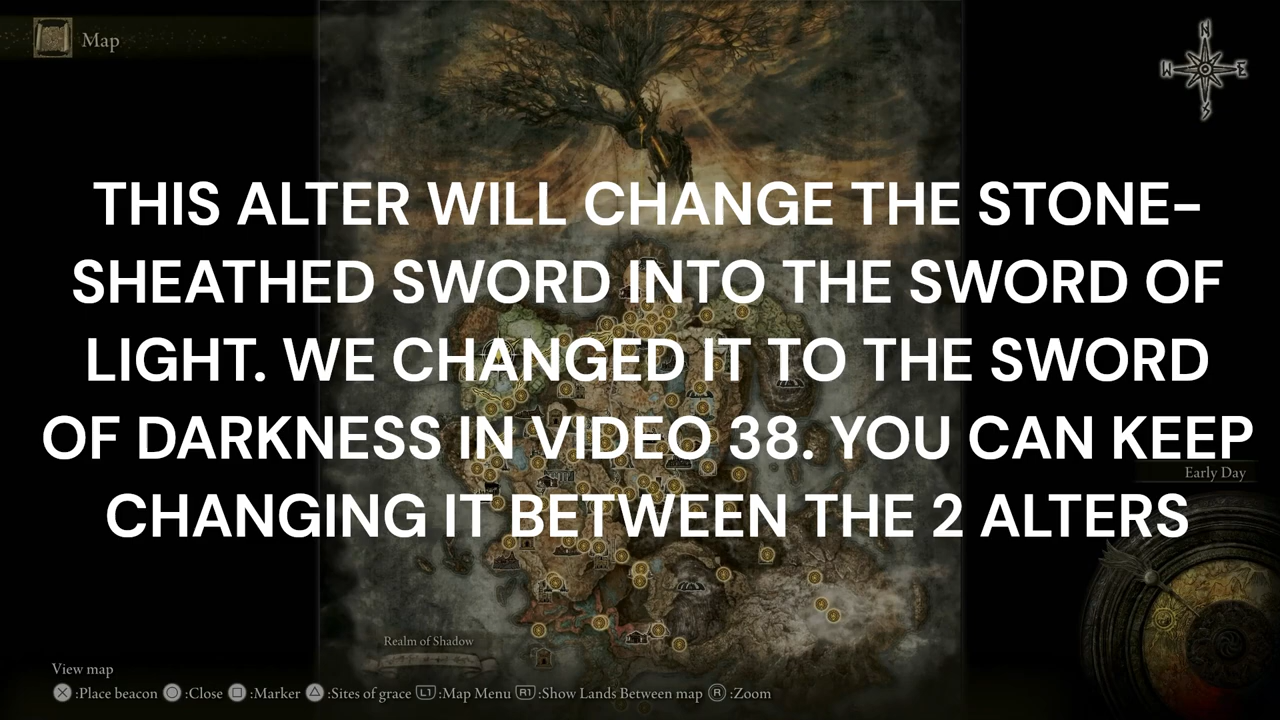 Map
N
W E
S
THIS ALTER WILL CHANGE THE STONE-
SHEATHED SWORD INTO THE SWORD OF
LIGHT. WE CHANGED IT TO THE SWORD
OF DARKNESS IN VIDEO 38. YOU CAN KEEP
CHANGING IT BETWEEN THE 2 ALTERS
Early Day
Realm of Shadow
View map
:Place beacon :Close :Marker :Sites of grace L1 :Map Menu R1 :Show Lands Between map R :Zoom